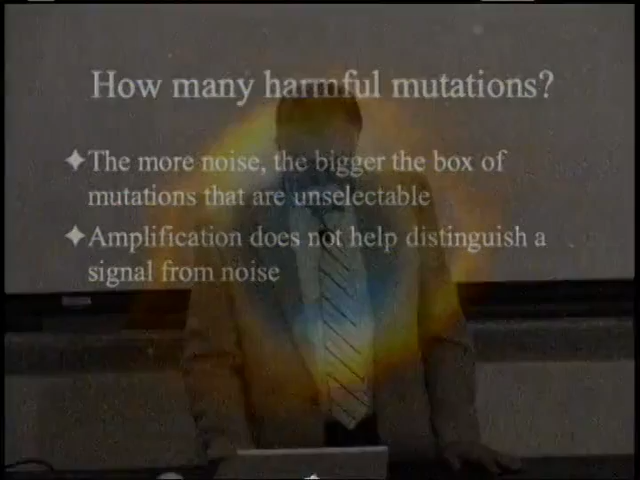 How many harmful mutations?
✦The more noise, the bigger the box of
mutations that are unselectable
✦Amplification does not help distinguish a
signal from noise